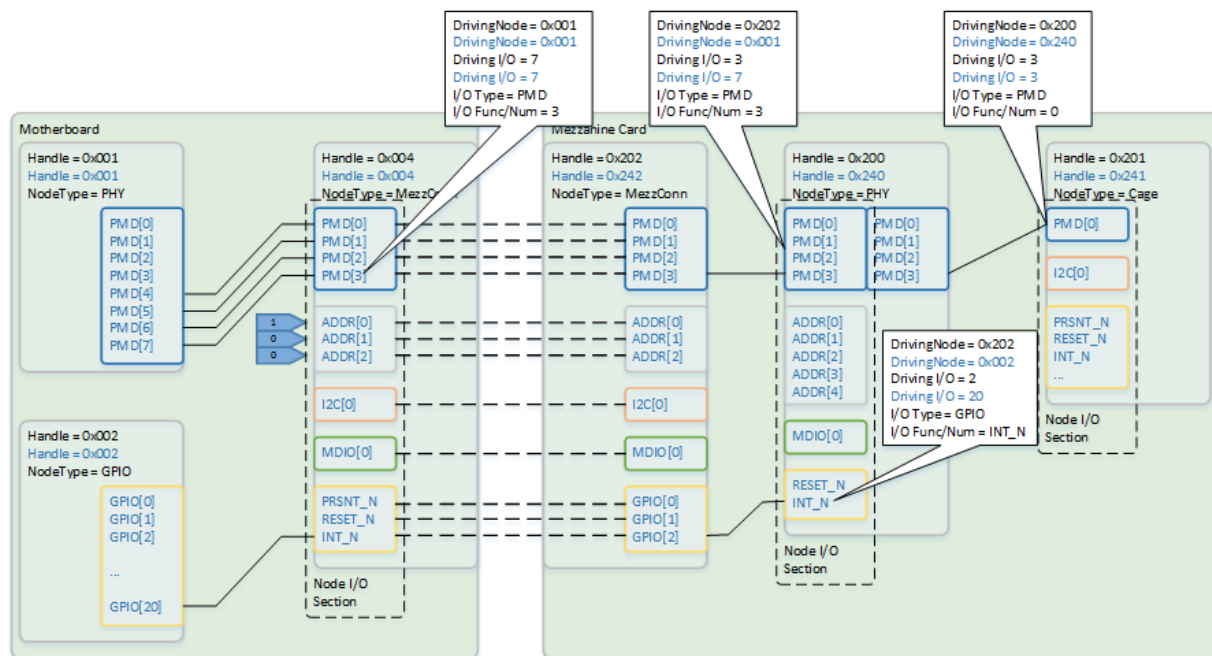 DrivingNode = 0x001
DrivingNode = 0x001
Driving I/O = 7
Driving I/O = 7
I/O Type = PMD
I/O Func/Num = 3
DrivingNode = 0x202
DrivingNode = 0x001
Driving I/O = 3
Driving I/O = 7
I/O Type = PMD
I/O Func/Num = 3
DrivingNode = 0x200
DrivingNode = 0x240
Driving I/O = 3
Driving I/O = 3
I/O Type = PMD
I/O Func/Num = 0
Motherboard
Handle = 0x001
Handle = 0x001
NodeType = PHY
PMD[0]
PMD[1]
PMD[2]
PMD[3]
PMD[4]
PMD[5]
PMD[6]
PMD[7]
Handle = 0x002
Handle = 0x002
NodeType = GPIO
GPIO[0]
GPIO[1]
GPIO[2]
...
GPIO[20]
Handle = 0x004
Handle = 0x004
NodeType = MezzConn
PMD[0]
PMD[1]
PMD[2]
PMD[3]
1
0
0
ADDR[0]
ADDR[1]
ADDR[2]
I2C[0]
MDIO[0]
PRSNT_N
RESET_N
INT_N
Node I/O
Section
Mezzanine Card
Handle = 0x202
Handle = 0x242
NodeType = MezzConn
PMD[0]
PMD[1]
PMD[2]
PMD[3]
ADDR[0]
ADDR[1]
ADDR[2]
I2C[0]
MDIO[0]
GPIO[0]
GPIO[1]
GPIO[2]
Handle = 0x200
Handle = 0x240
NodeType = PHY
PMD[0]
PMD[1]
PMD[2]
PMD[3]
PMD[0]
PMD[1]
PMD[2]
PMD[3]
ADDR[0]
ADDR[1]
ADDR[2]
ADDR[3]
ADDR[4]
MDIO[0]
RESET_N
INT_N
Node I/O
Section
DrivingNode = 0x202
DrivingNode = 0x002
Driving I/O = 2
Driving I/O = 20
I/O Type = GPIO
I/O Func/Num = INT_N
Handle = 0x201
Handle = 0x241
NodeType = Cage
PMD[0]
I2C[0]
PRSNT_N
RESET_N
INT_N
...
Node I/O
Section